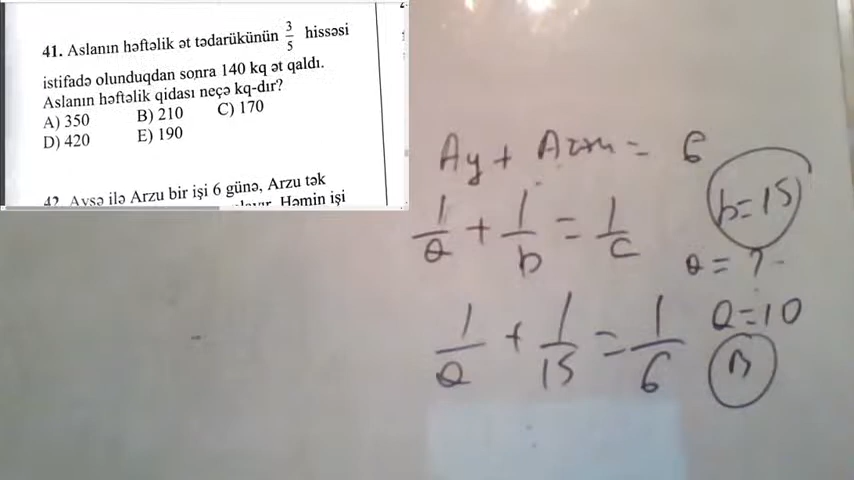 41. Aslanın həftəlik ət tədarükünün 3/5 hissəsi
istifadə olunduqdan sonra 140 kq ət qaldı.
Aslanın həftəlik qidası neçə kq-dır?
A) 350 B) 210 C) 170
D) 420 E) 190
42. Aysə ilə Arzu bir işi 6 günə, Arzu tək
Həmin işi
Ay + Arzu = 6
1/a + 1/b = 1/c
b=15
a = ?
1/a + 1/15 = 1/6
a=10
B